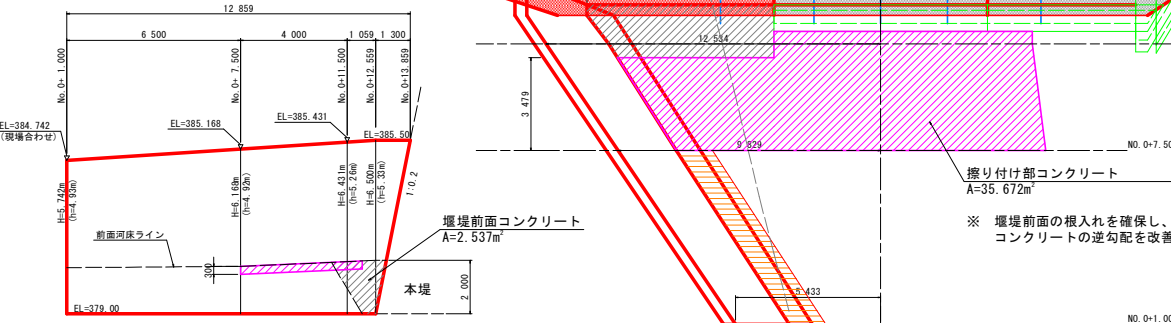 12 859
6 500
4 000
1 059
1 300
No. 0+ 1.000
No. 0+ 7.500
No. 0+11.500
No. 0+12.559
No. 0+13.859
EL=384.742
(現場合わせ)
EL=385.168
EL=385.431
EL=385.50
H=5.742m
(h=4.93m)
H=6.168m
(h=4.92m)
H=6.431m
(h=5.26m)
H=6.500m
(h=5.33m)
1:0.2
前面河床ライン
300
堰堤前面コンクリート
A=2.537m²
本堤
2 000
EL=379.00
12 534
3 479
9 829
5 433
NO. 0+7.50
擦り付け部コンクリート
A=35.672m²
※ 堰堤前面の根入れを確保し、
コンクリートの逆勾配を改善
NO. 0+1.00